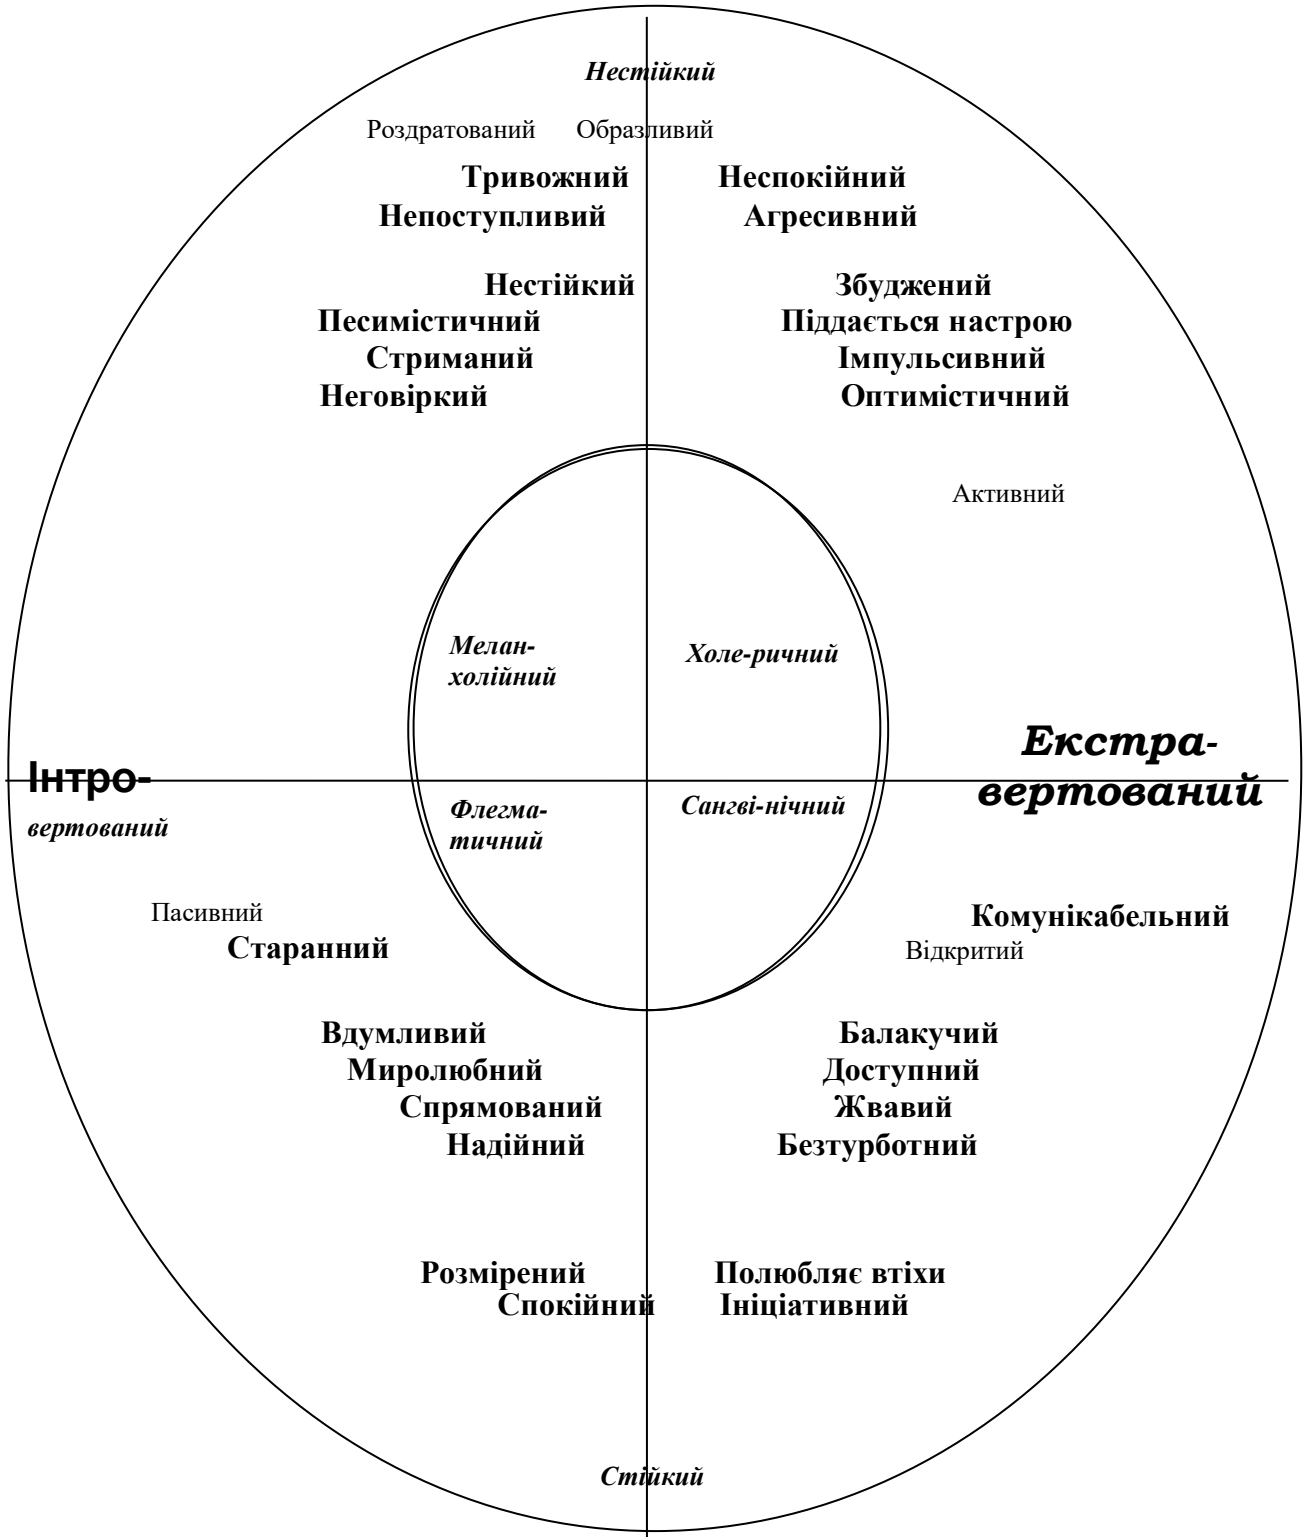 Нестійкий
Роздратований Образливий
Тривожний Неспокійний
Непоступливий Агресивний
Нестійкий Збуджений
Песимістичний Піддається настрою
Стриманий Імпульсивний
Неговіркий Оптимістичний
Активний
Мелан-
холійний
Холе-ричний
Екстра-
вертований
Інтро-
вертований
Флегма-
тичний
Сангві-нічний
Пасивний Комунікабельний
Старанний Відкритий
Вдумливий Балакучий
Миролюбний Доступний
Спрямований Жвавий
Надійний Безтурботний
Розмірений Полюбляє втіхи
Спокійний Ініціативний
Стійкий